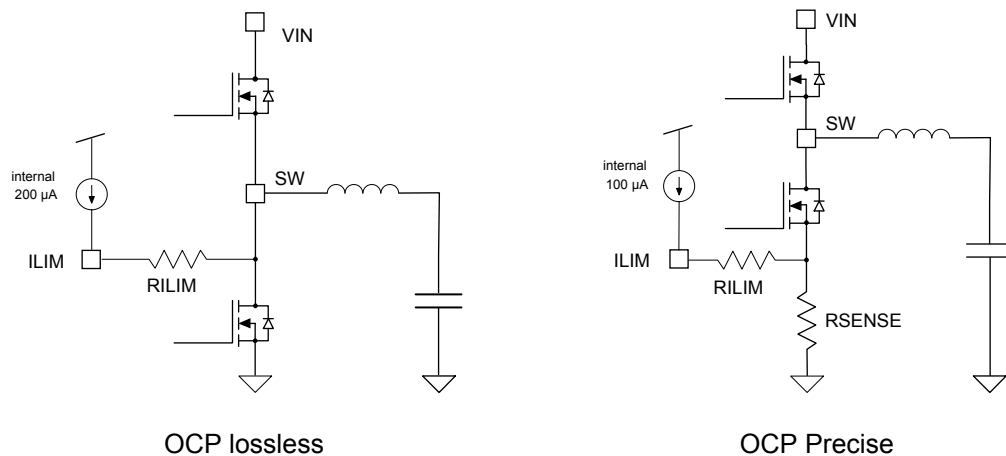 VIN
internal
200 µA
SW
ILIM
RILIM
OCP lossless
VIN
SW
internal
100 µA
ILIM
RILIM
RSENSE
OCP Precise